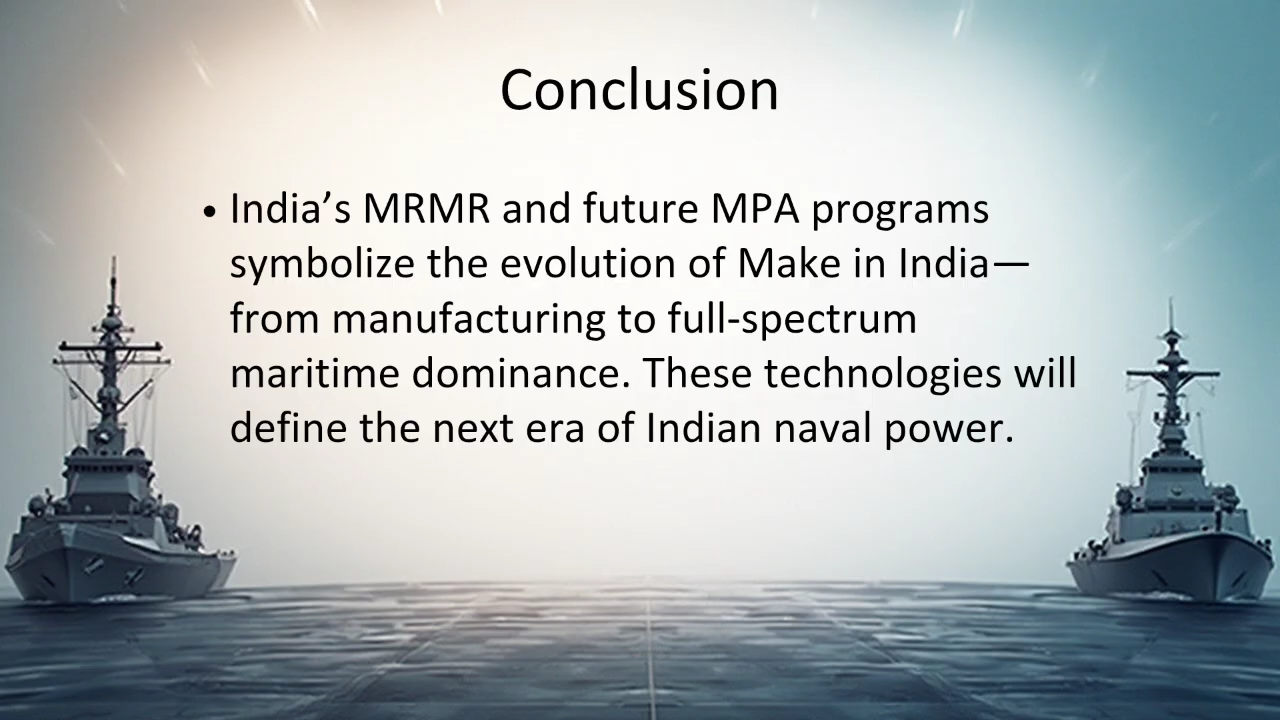 Conclusion
• India’s MRMR and future MPA programs
symbolize the evolution of Make in India—
from manufacturing to full-spectrum
maritime dominance. These technologies will
define the next era of Indian naval power.